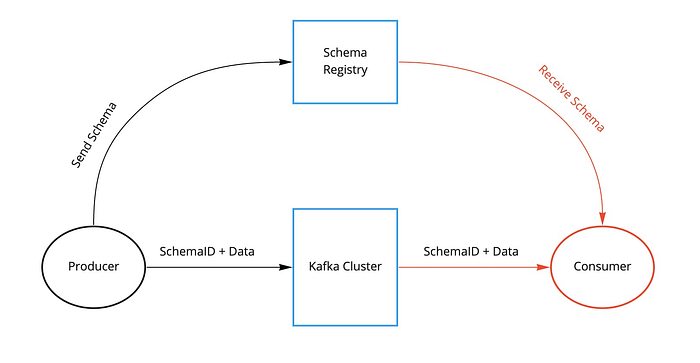 Schema
Registry
Send Schema
Receive Schema
Producer
SchemaID + Data
Kafka Cluster
SchemaID + Data
Consumer